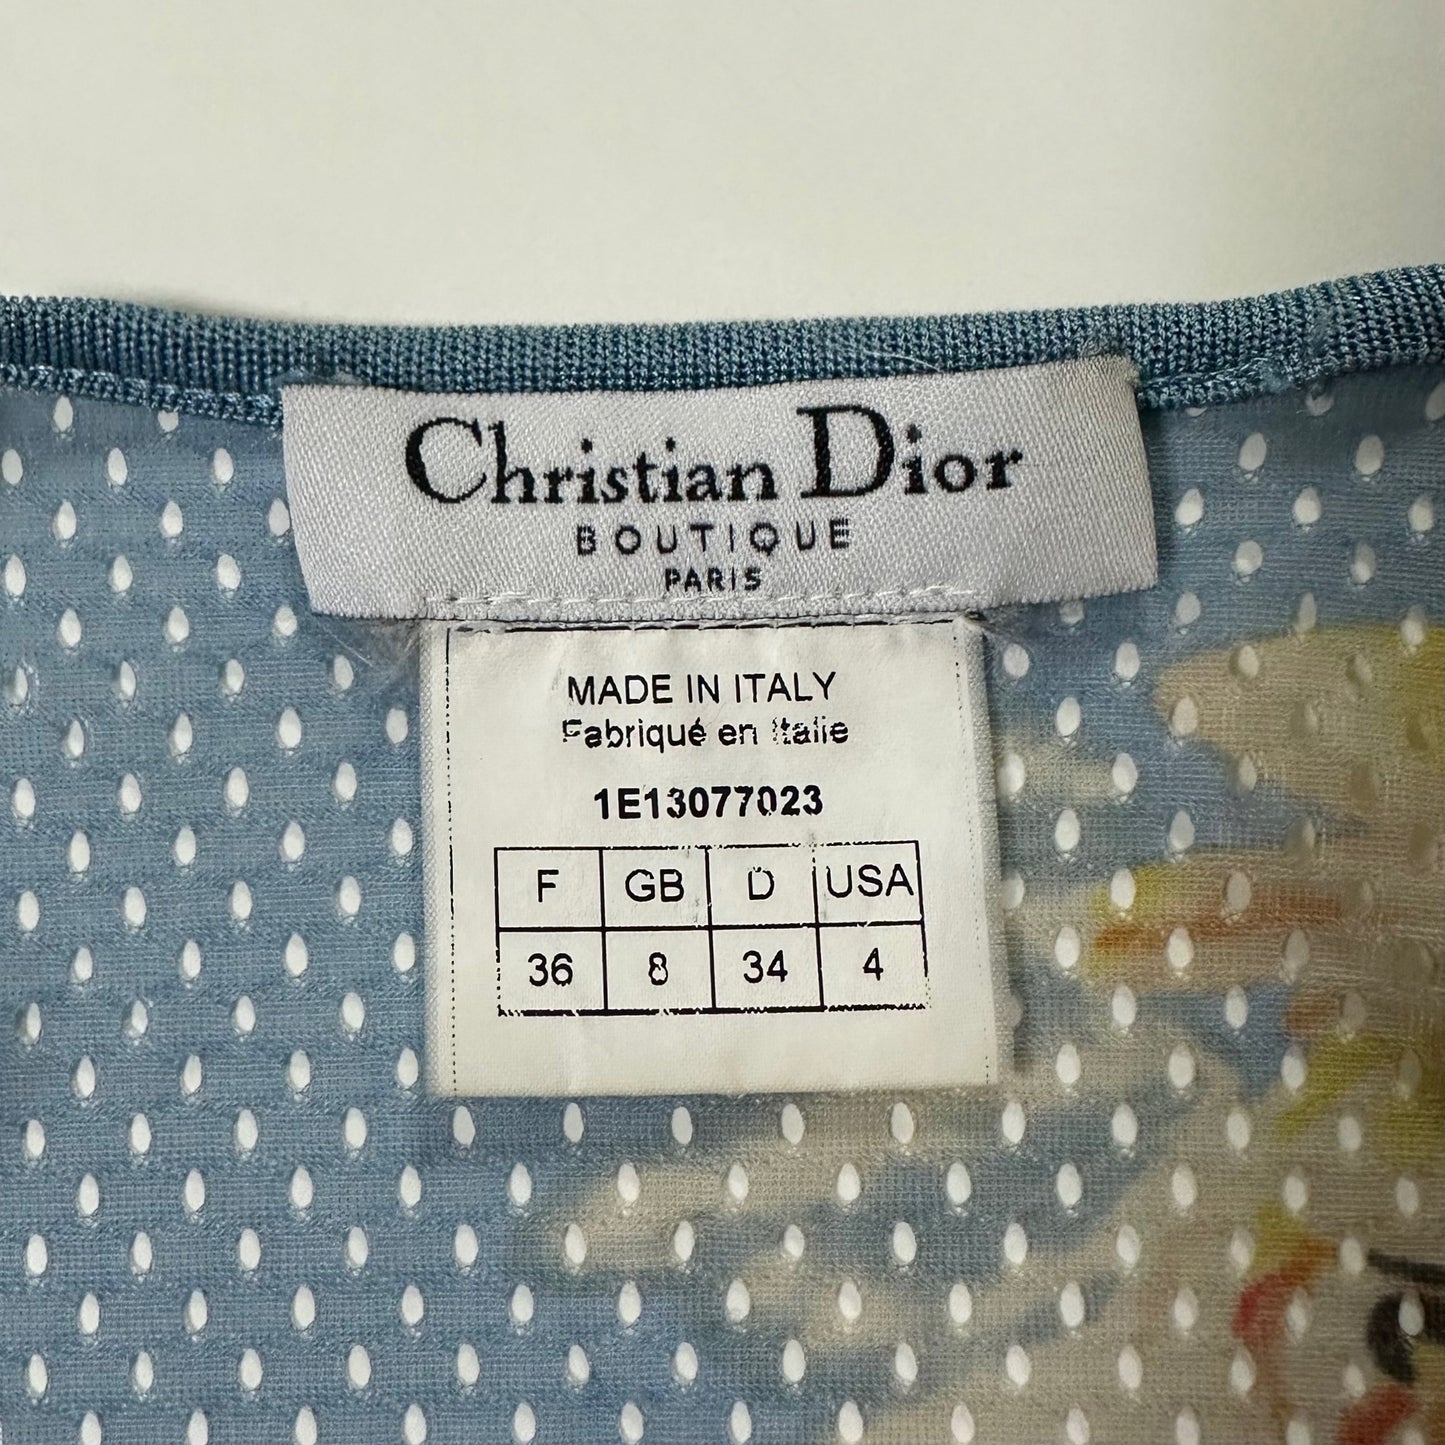 Christian Dior
BOUTIQUE
PARIS
MADE IN ITALY
Fabriqué en Italie
1E13077023
F GB D USA
36 8 34 4